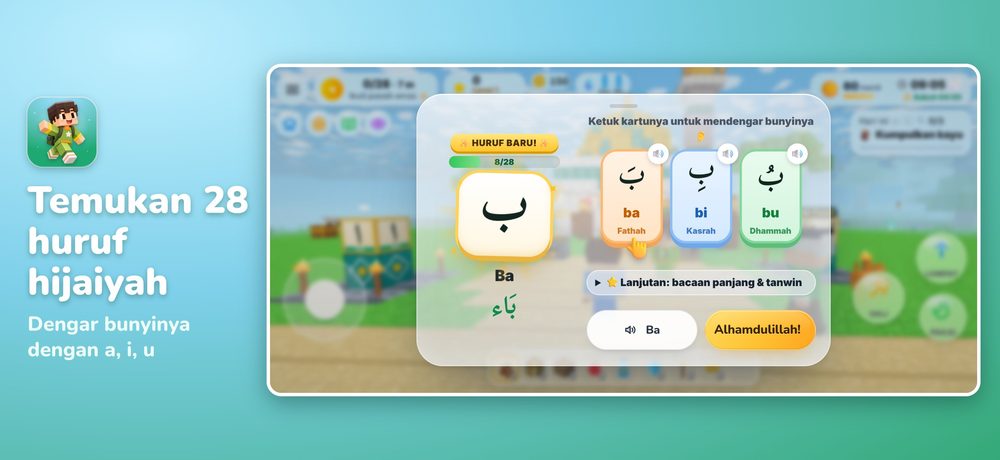 Temukan 28
huruf
hijaiyah
Dengar bunyinya
dengan a, i, u
HURUF BARU!
8/28
ب
Ba
بَاء
Ketuk kartunya untuk mendengar bunyinya
بَ
ba
Fathah
بِ
bi
Kasrah
بُ
bu
Dhammah
Lanjutan: bacaan panjang & tanwin
Ba
Alhamdulillah!